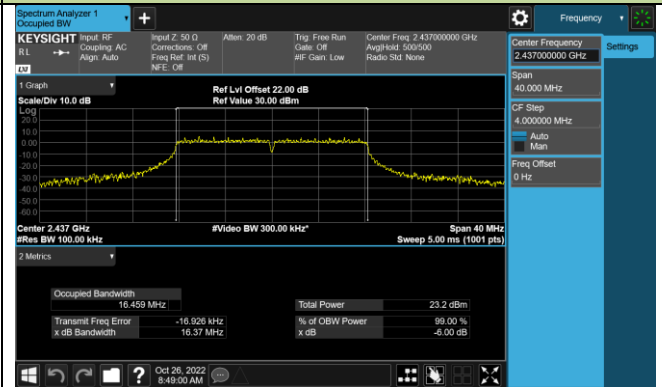 Spectrum Analyzer 1
Occupied BW
+
Frequency
KEYSIGHT
RL
LXI
Input: RF
Coupling: AC
Align: Auto
Input Z: 50 Ω
Corrections: Off
Freq Ref: Int (S)
NFE: Off
Atten: 20 dB
Trig: Free Run
Gate: Off
#IF Gain: Low
Center Freq: 2.437000000 GHz
Avg|Hold: 500/500
Radio Std: None
Center Frequency
2.437000000 GHz
Settings
Span
40.000 MHz
CF Step
4.000000 MHz
Auto
Man
Freq Offset
0 Hz
1 Graph
Scale/Div 10.0 dB
Ref Lvl Offset 22.00 dB
Ref Value 30.00 dBm
Log
20.0
10.0
0.00
-10.0
-20.0
-30.0
-40.0
-50.0
-60.0
Center 2.437 GHz
#Video BW 300.00 kHz*
Span 40 MHz
#Res BW 100.00 kHz
Sweep 5.00 ms (1001 pts)
2 Metrics
Occupied Bandwidth
16.459 MHz
Total Power 23.2 dBm
Transmit Freq Error -16.926 kHz
% of OBW Power 99.00 %
x dB Bandwidth 16.37 MHz
x dB -6.00 dB
?
Oct 26, 2022
8:49:00 AM